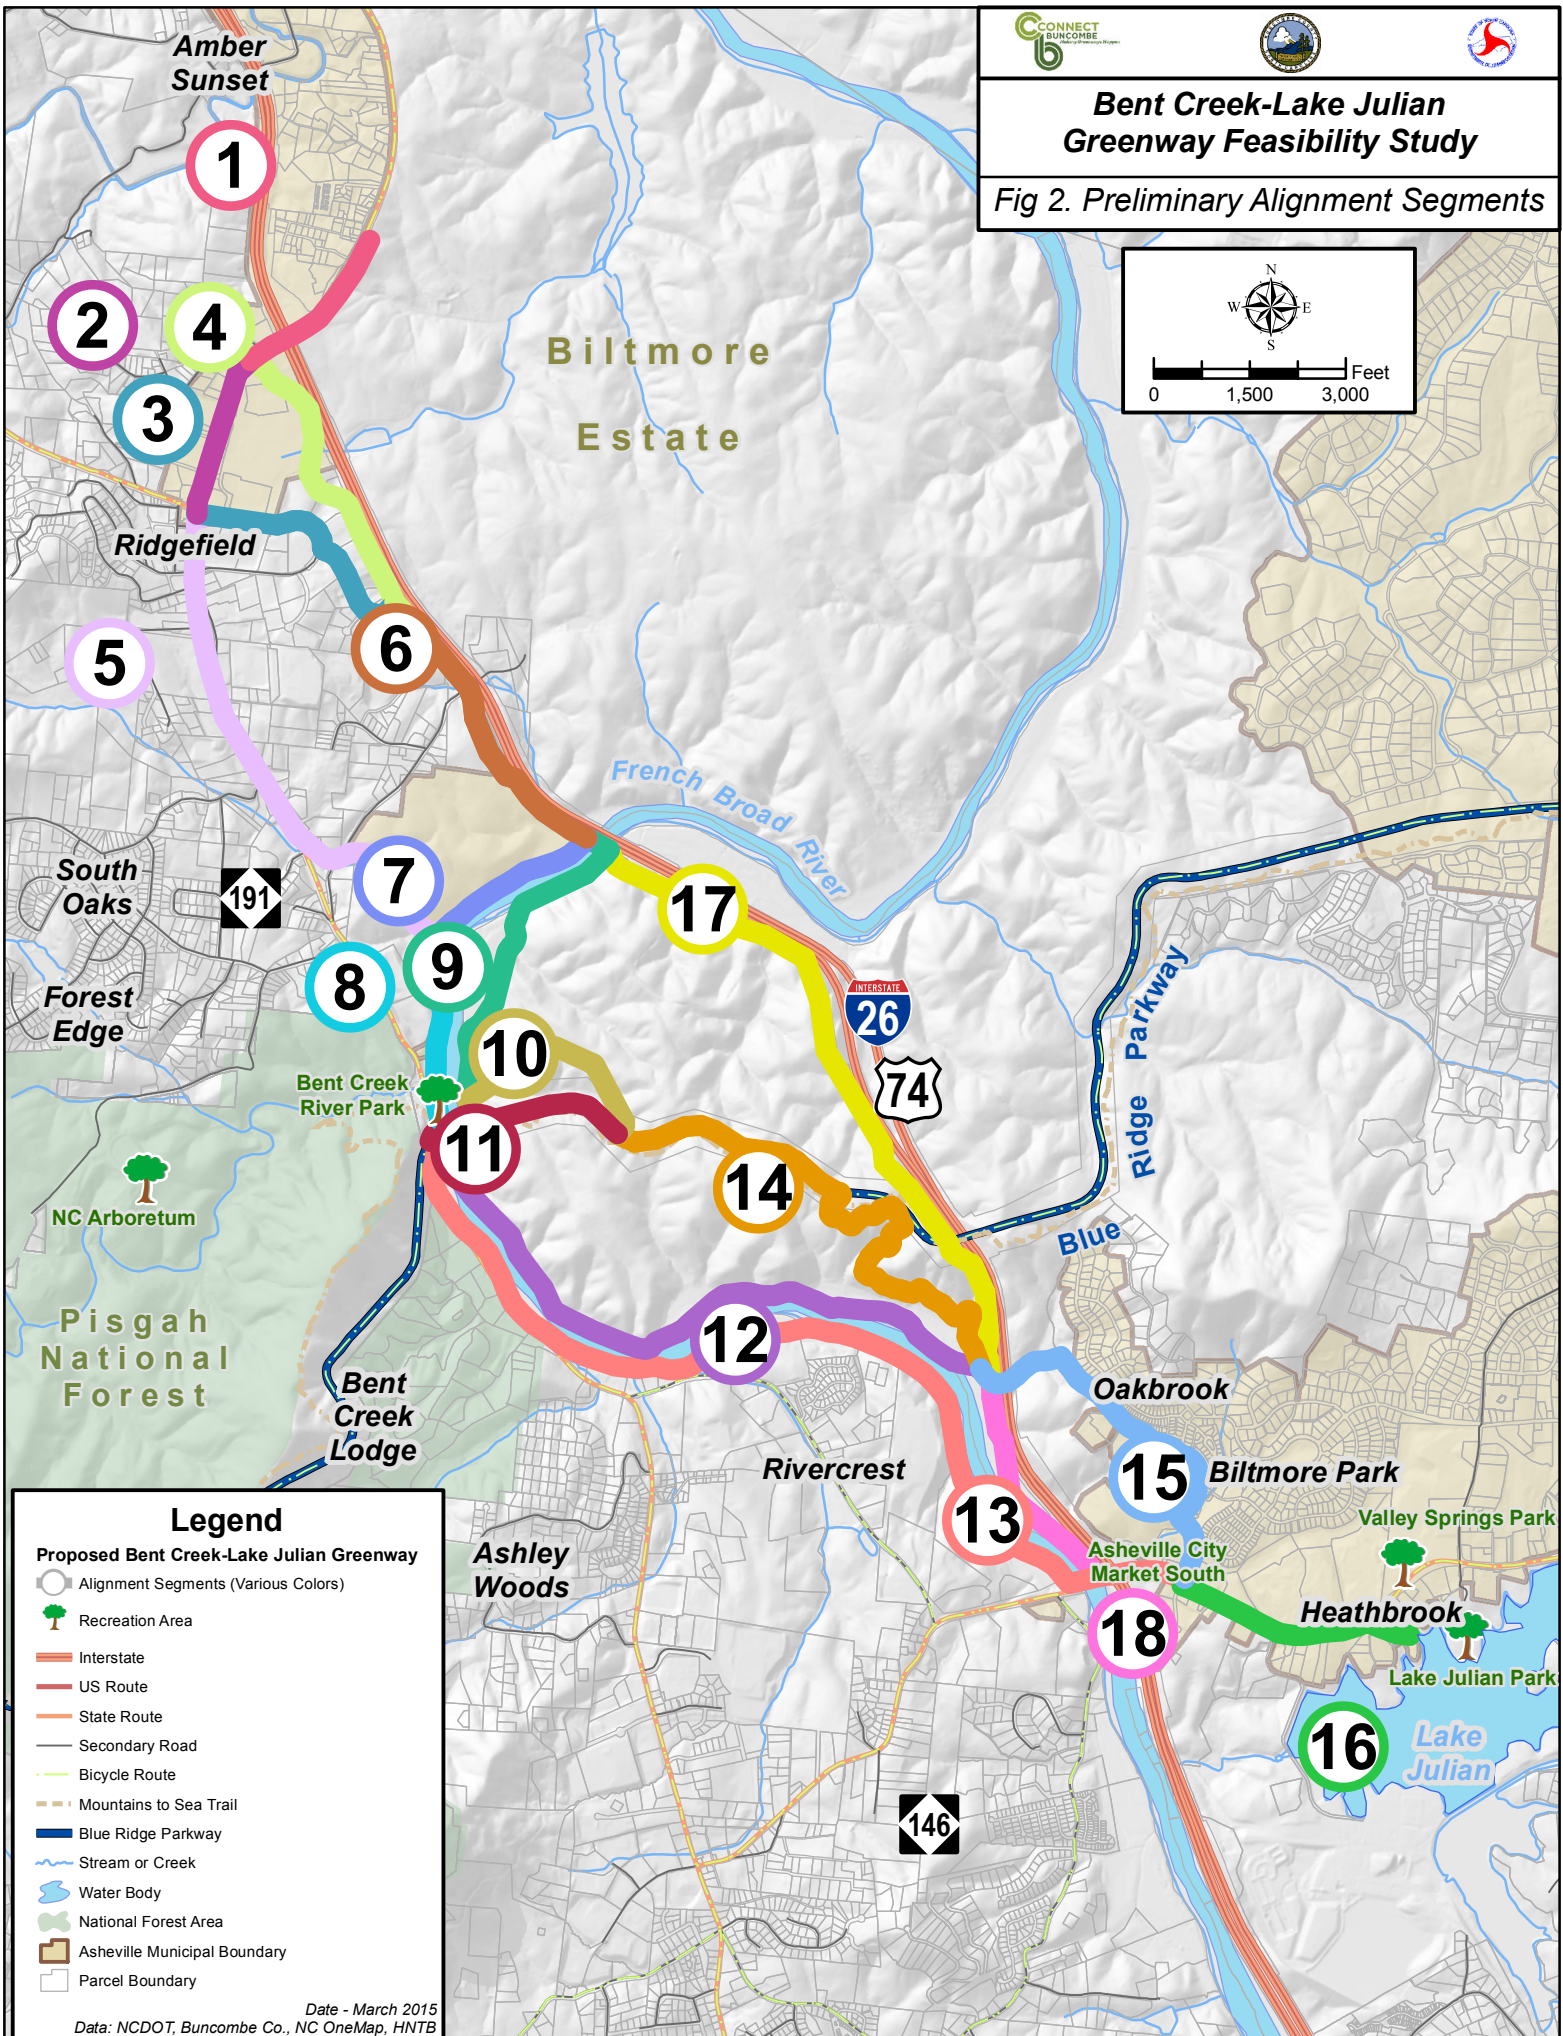 CONNECT
BUNCOMBE
Bent Creek-Lake Julian
Greenway Feasibility Study
Fig 2. Preliminary Alignment Segments
N
W E
S
Feet
0 1,500 3,000
Amber
Sunset
1
2
4
3
Biltmore
Estate
Ridgefield
5
6
French Broad River
South
Oaks
191
7
17
8
9
Forest
Edge
INTERSTATE
26
74
10
Bent Creek
River Park
11
Blue Ridge Parkway
14
NC Arboretum
Pisgah
National
Forest
12
Bent
Creek
Lodge
Oakbrook
Rivercrest
15
Biltmore Park
13
Valley Springs Park
Ashley
Woods
Asheville City
Market South
Heathbrook
18
Lake Julian Park
16
Lake
Julian
146
Legend
Proposed Bent Creek-Lake Julian Greenway
Alignment Segments (Various Colors)
Recreation Area
Interstate
US Route
State Route
Secondary Road
Bicycle Route
Mountains to Sea Trail
Blue Ridge Parkway
Stream or Creek
Water Body
National Forest Area
Asheville Municipal Boundary
Parcel Boundary
Date - March 2015
Data: NCDOT, Buncombe Co., NC OneMap, HNTB